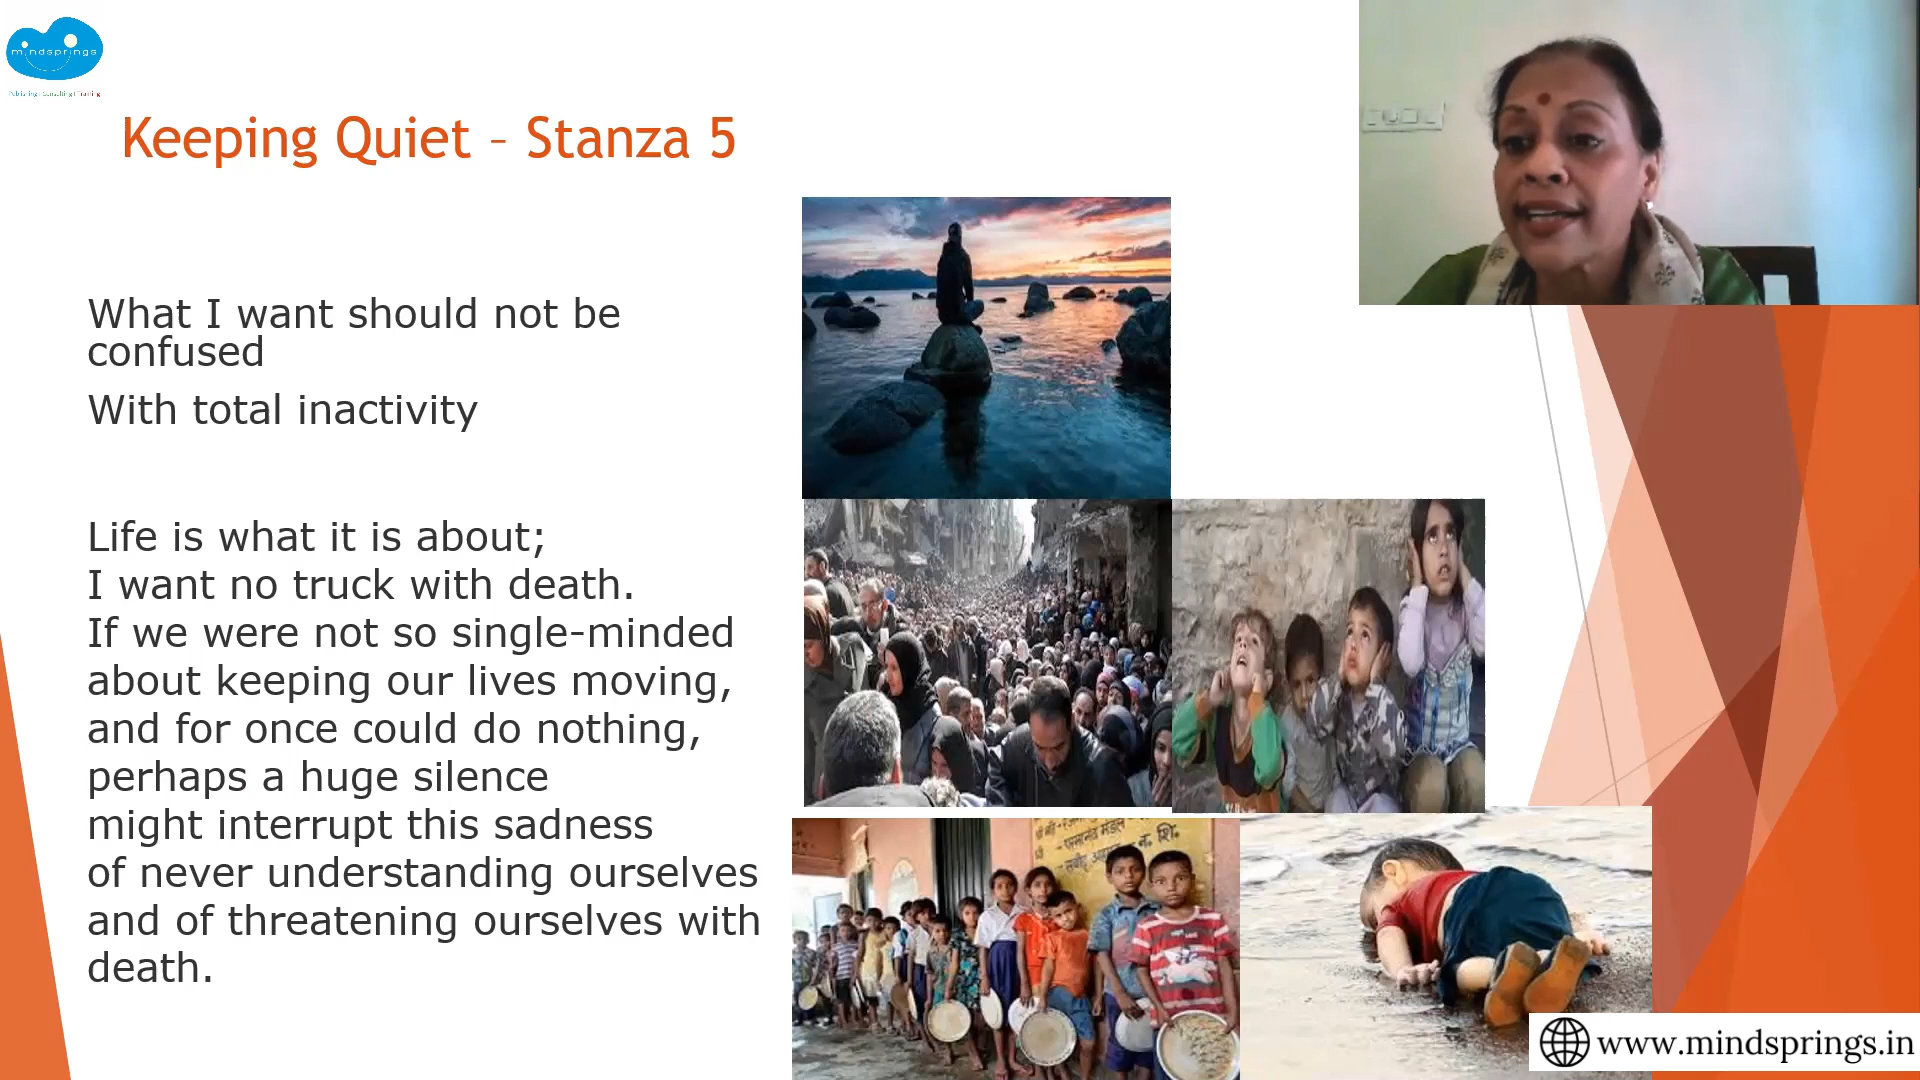 mindsprings
Publishing I Consulting I Training
Keeping Quiet – Stanza 5
What I want should not be
confused
With total inactivity
Life is what it is about;
I want no truck with death.
If we were not so single-minded
about keeping our lives moving,
and for once could do nothing,
perhaps a huge silence
might interrupt this sadness
of never understanding ourselves
and of threatening ourselves with
death.
www.mindsprings.in